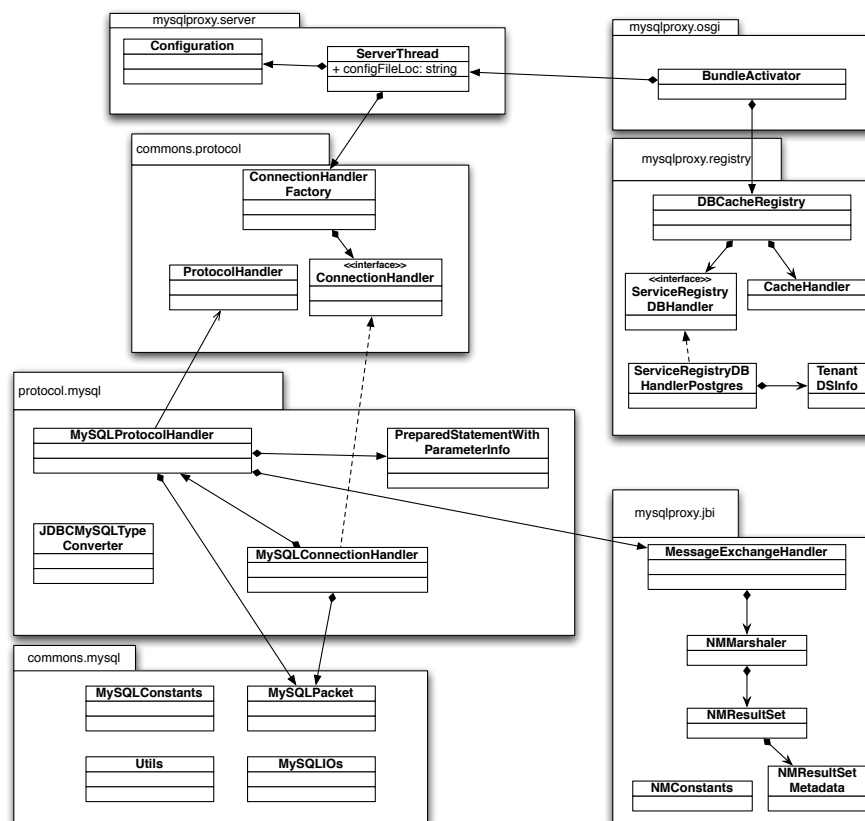 mysqlproxy.server
Configuration
ServerThread
+ configFileLoc: string
mysqlproxy.osgi
BundleActivator
commons.protocol
ConnectionHandler
Factory
ProtocolHandler
<<interface>>
ConnectionHandler
mysqlproxy.registry
DBCacheRegistry
<<interface>>
ServiceRegistry
DBHandler
CacheHandler
ServiceRegistryDB
HandlerPostgres
Tenant
DSInfo
protocol.mysql
MySQLProtocolHandler
PreparedStatementWith
ParameterInfo
JDBCMySQLType
Converter
MySQLConnectionHandler
mysqlproxy.jbi
MessageExchangeHandler
NMMarshaler
NMResultSet
NMConstants
NMResultSet
Metadata
commons.mysql
MySQLConstants
MySQLPacket
Utils
MySQLIOs